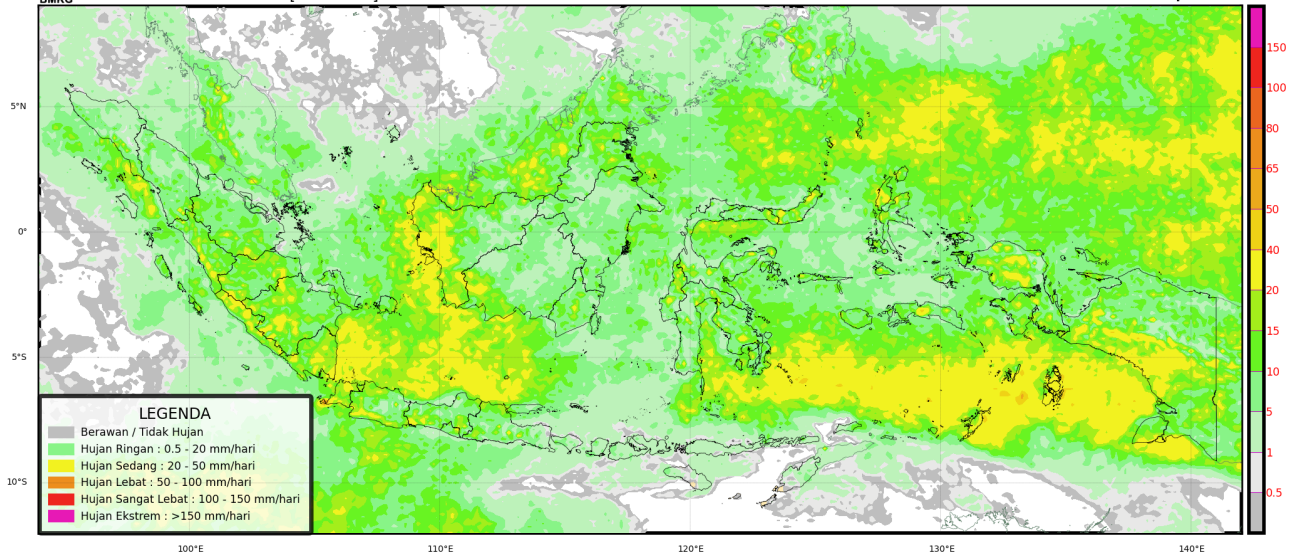 BMKG
5°N
0°
5°S
10°S
100°E
110°E
120°E
130°E
140°E
LEGENDA
Berawan / Tidak Hujan
Hujan Ringan : 0.5 - 20 mm/hari
Hujan Sedang : 20 - 50 mm/hari
Hujan Lebat : 50 - 100 mm/hari
Hujan Sangat Lebat : 100 - 150 mm/hari
Hujan Ekstrem : >150 mm/hari
150
100
80
65
50
40
20
15
10
5
1
0.5